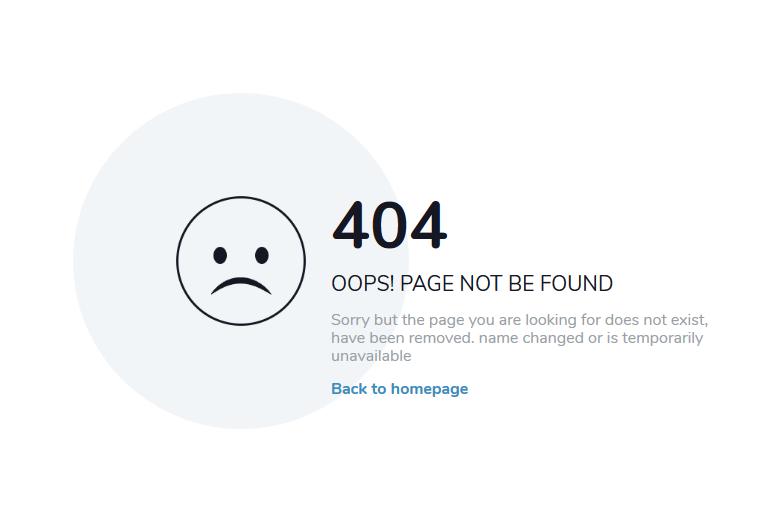 404
OOPS! PAGE NOT BE FOUND
Sorry but the page you are looking for does not exist,
have been removed. name changed or is temporarily
unavailable
Back to homepage